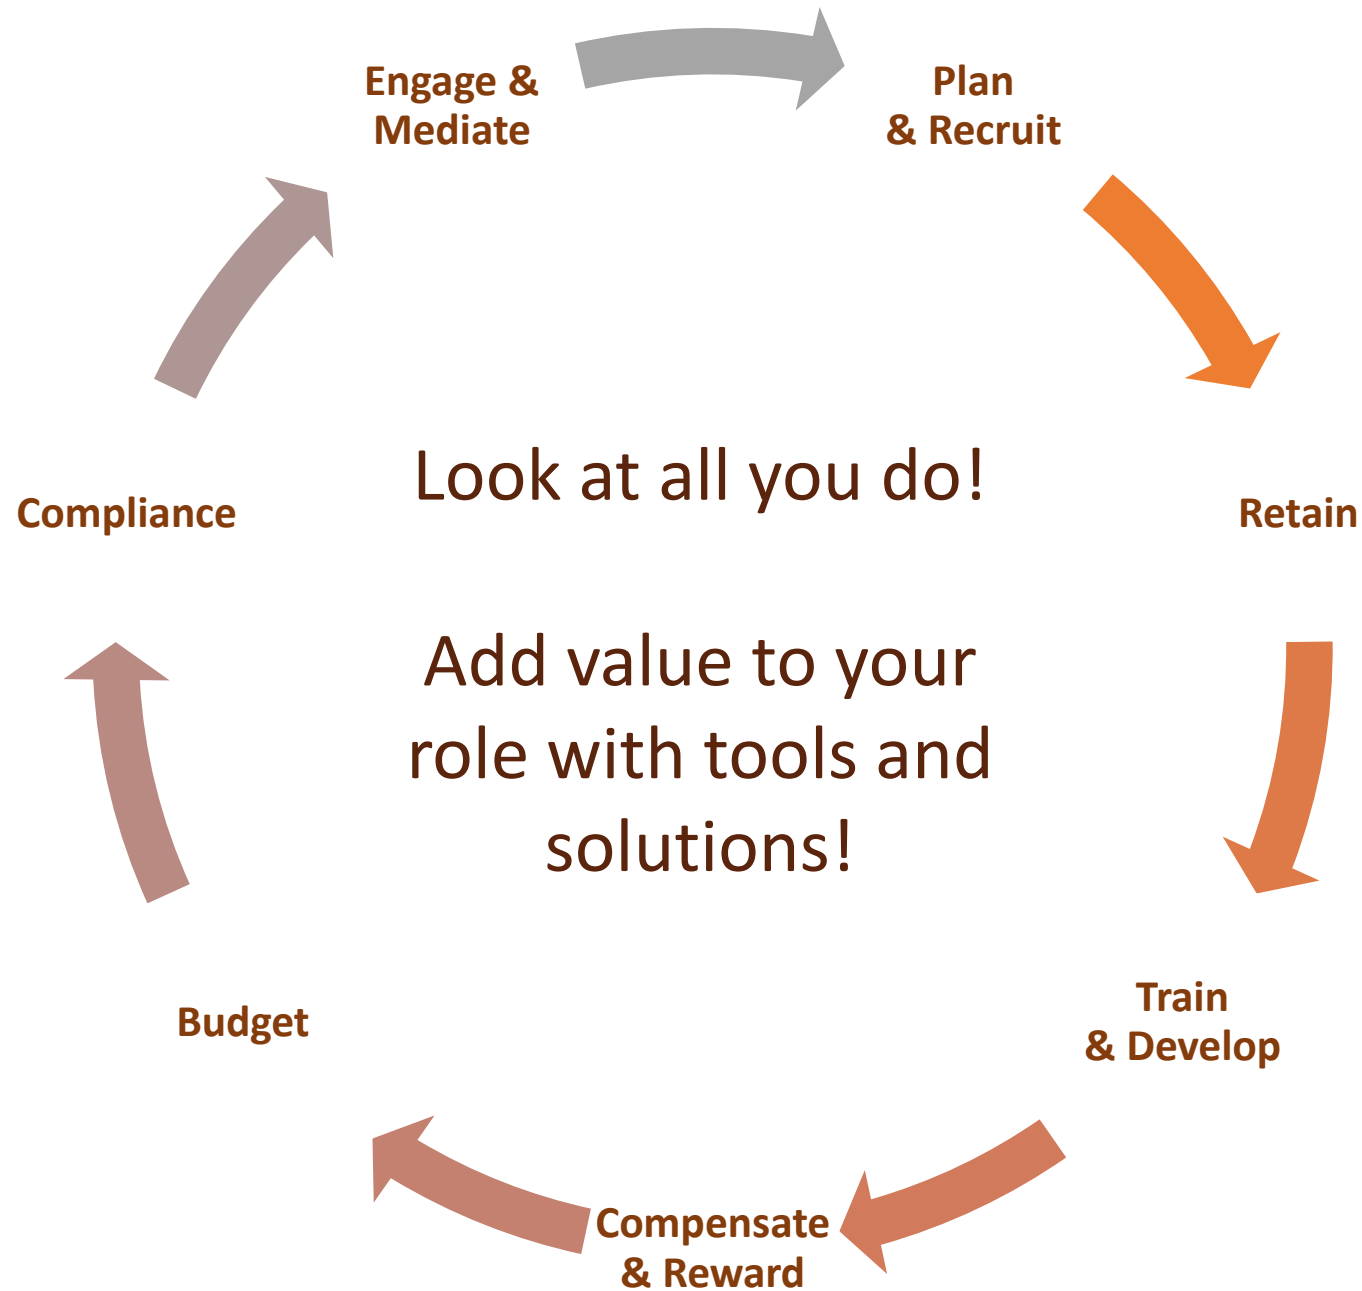 Engage &
Mediate
Plan
& Recruit
Retain
Train
& Develop
Compensate
& Reward
Budget
Compliance
Look at all you do!
Add value to your
role with tools and
solutions!